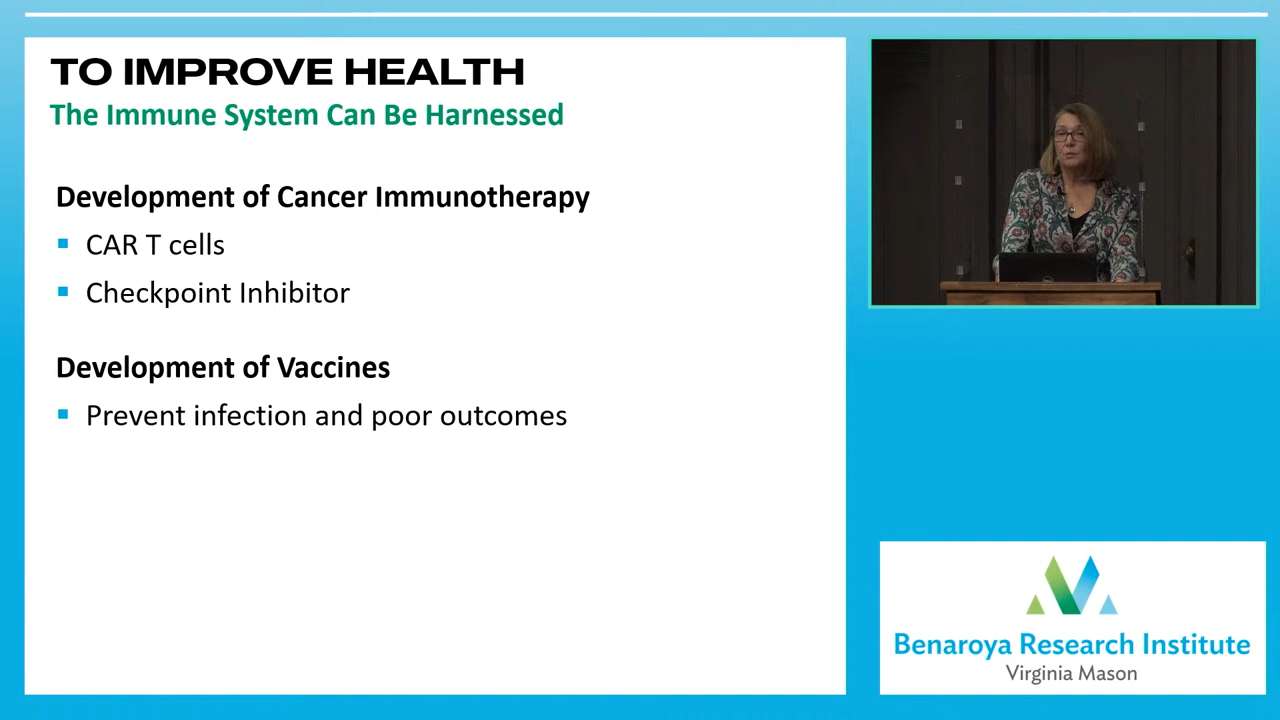 TO IMPROVE HEALTH
The Immune System Can Be Harnessed
Development of Cancer Immunotherapy
CAR T cells
Checkpoint Inhibitor
Development of Vaccines
Prevent infection and poor outcomes
Benaroya Research Institute
Virginia Mason